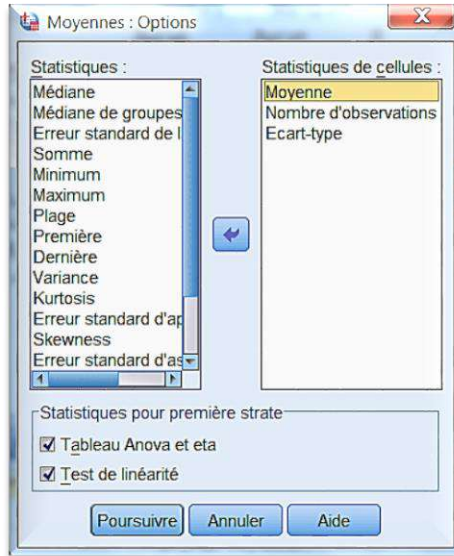 Moyennes : Options
Statistiques :
Médiane
Médiane de groupes
Erreur standard de l
Somme
Minimum
Maximum
Plage
Première
Dernière
Variance
Kurtosis
Erreur standard d'ap
Skewness
Erreur standard d'as
Statistiques de cellules :
Moyenne
Nombre d'observations
Ecart-type
Statistiques pour première strate
Tableau Anova et eta
Test de linéarité
Poursuivre Annuler Aide